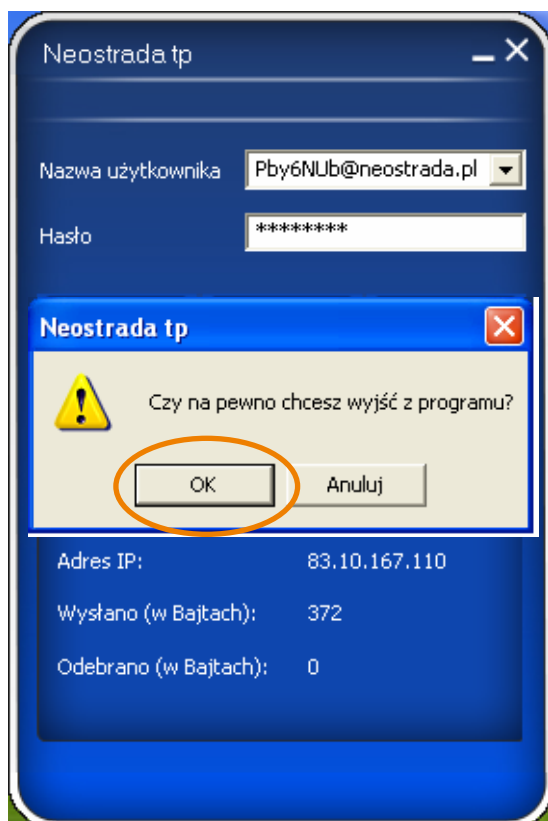 Neostrada tp
Nazwa użytkownika Pby6NUb@neostrada.pl
Hasło ********
Neostrada tp
Czy na pewno chcesz wyjść z programu?
OK Anuluj
Adres IP: 83.10.167.110
Wysłano (w Bajtach): 372
Odebrano (w Bajtach): 0